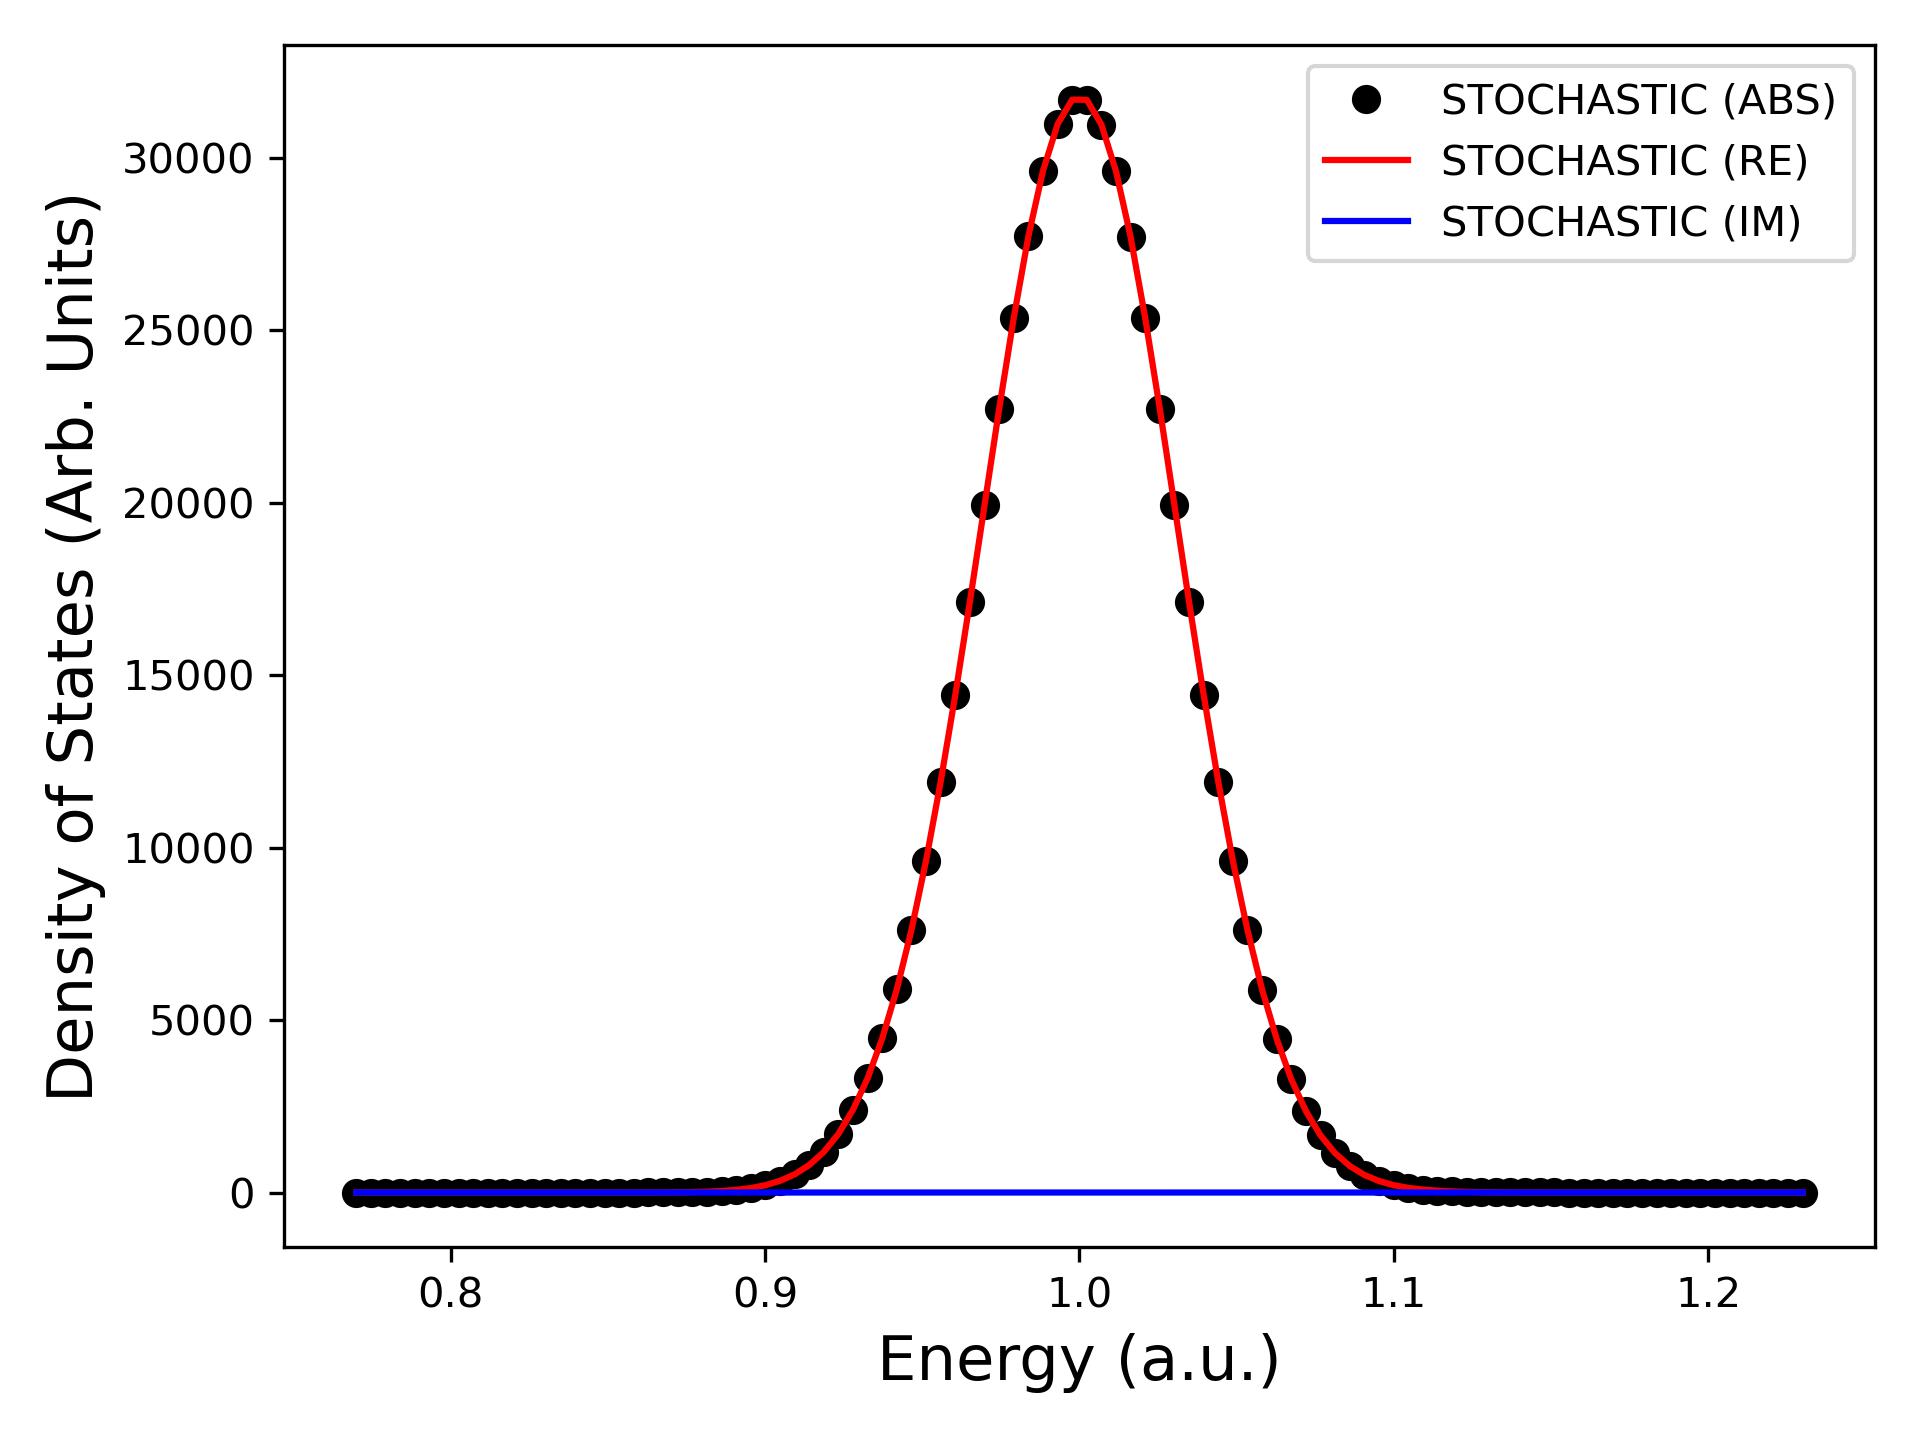 STOCHASTIC (ABS)
STOCHASTIC (RE)
STOCHASTIC (IM)
Density of States (Arb. Units)
30000
25000
20000
15000
10000
5000
0
0.8
0.9
1.0
1.1
1.2
Energy (a.u.)